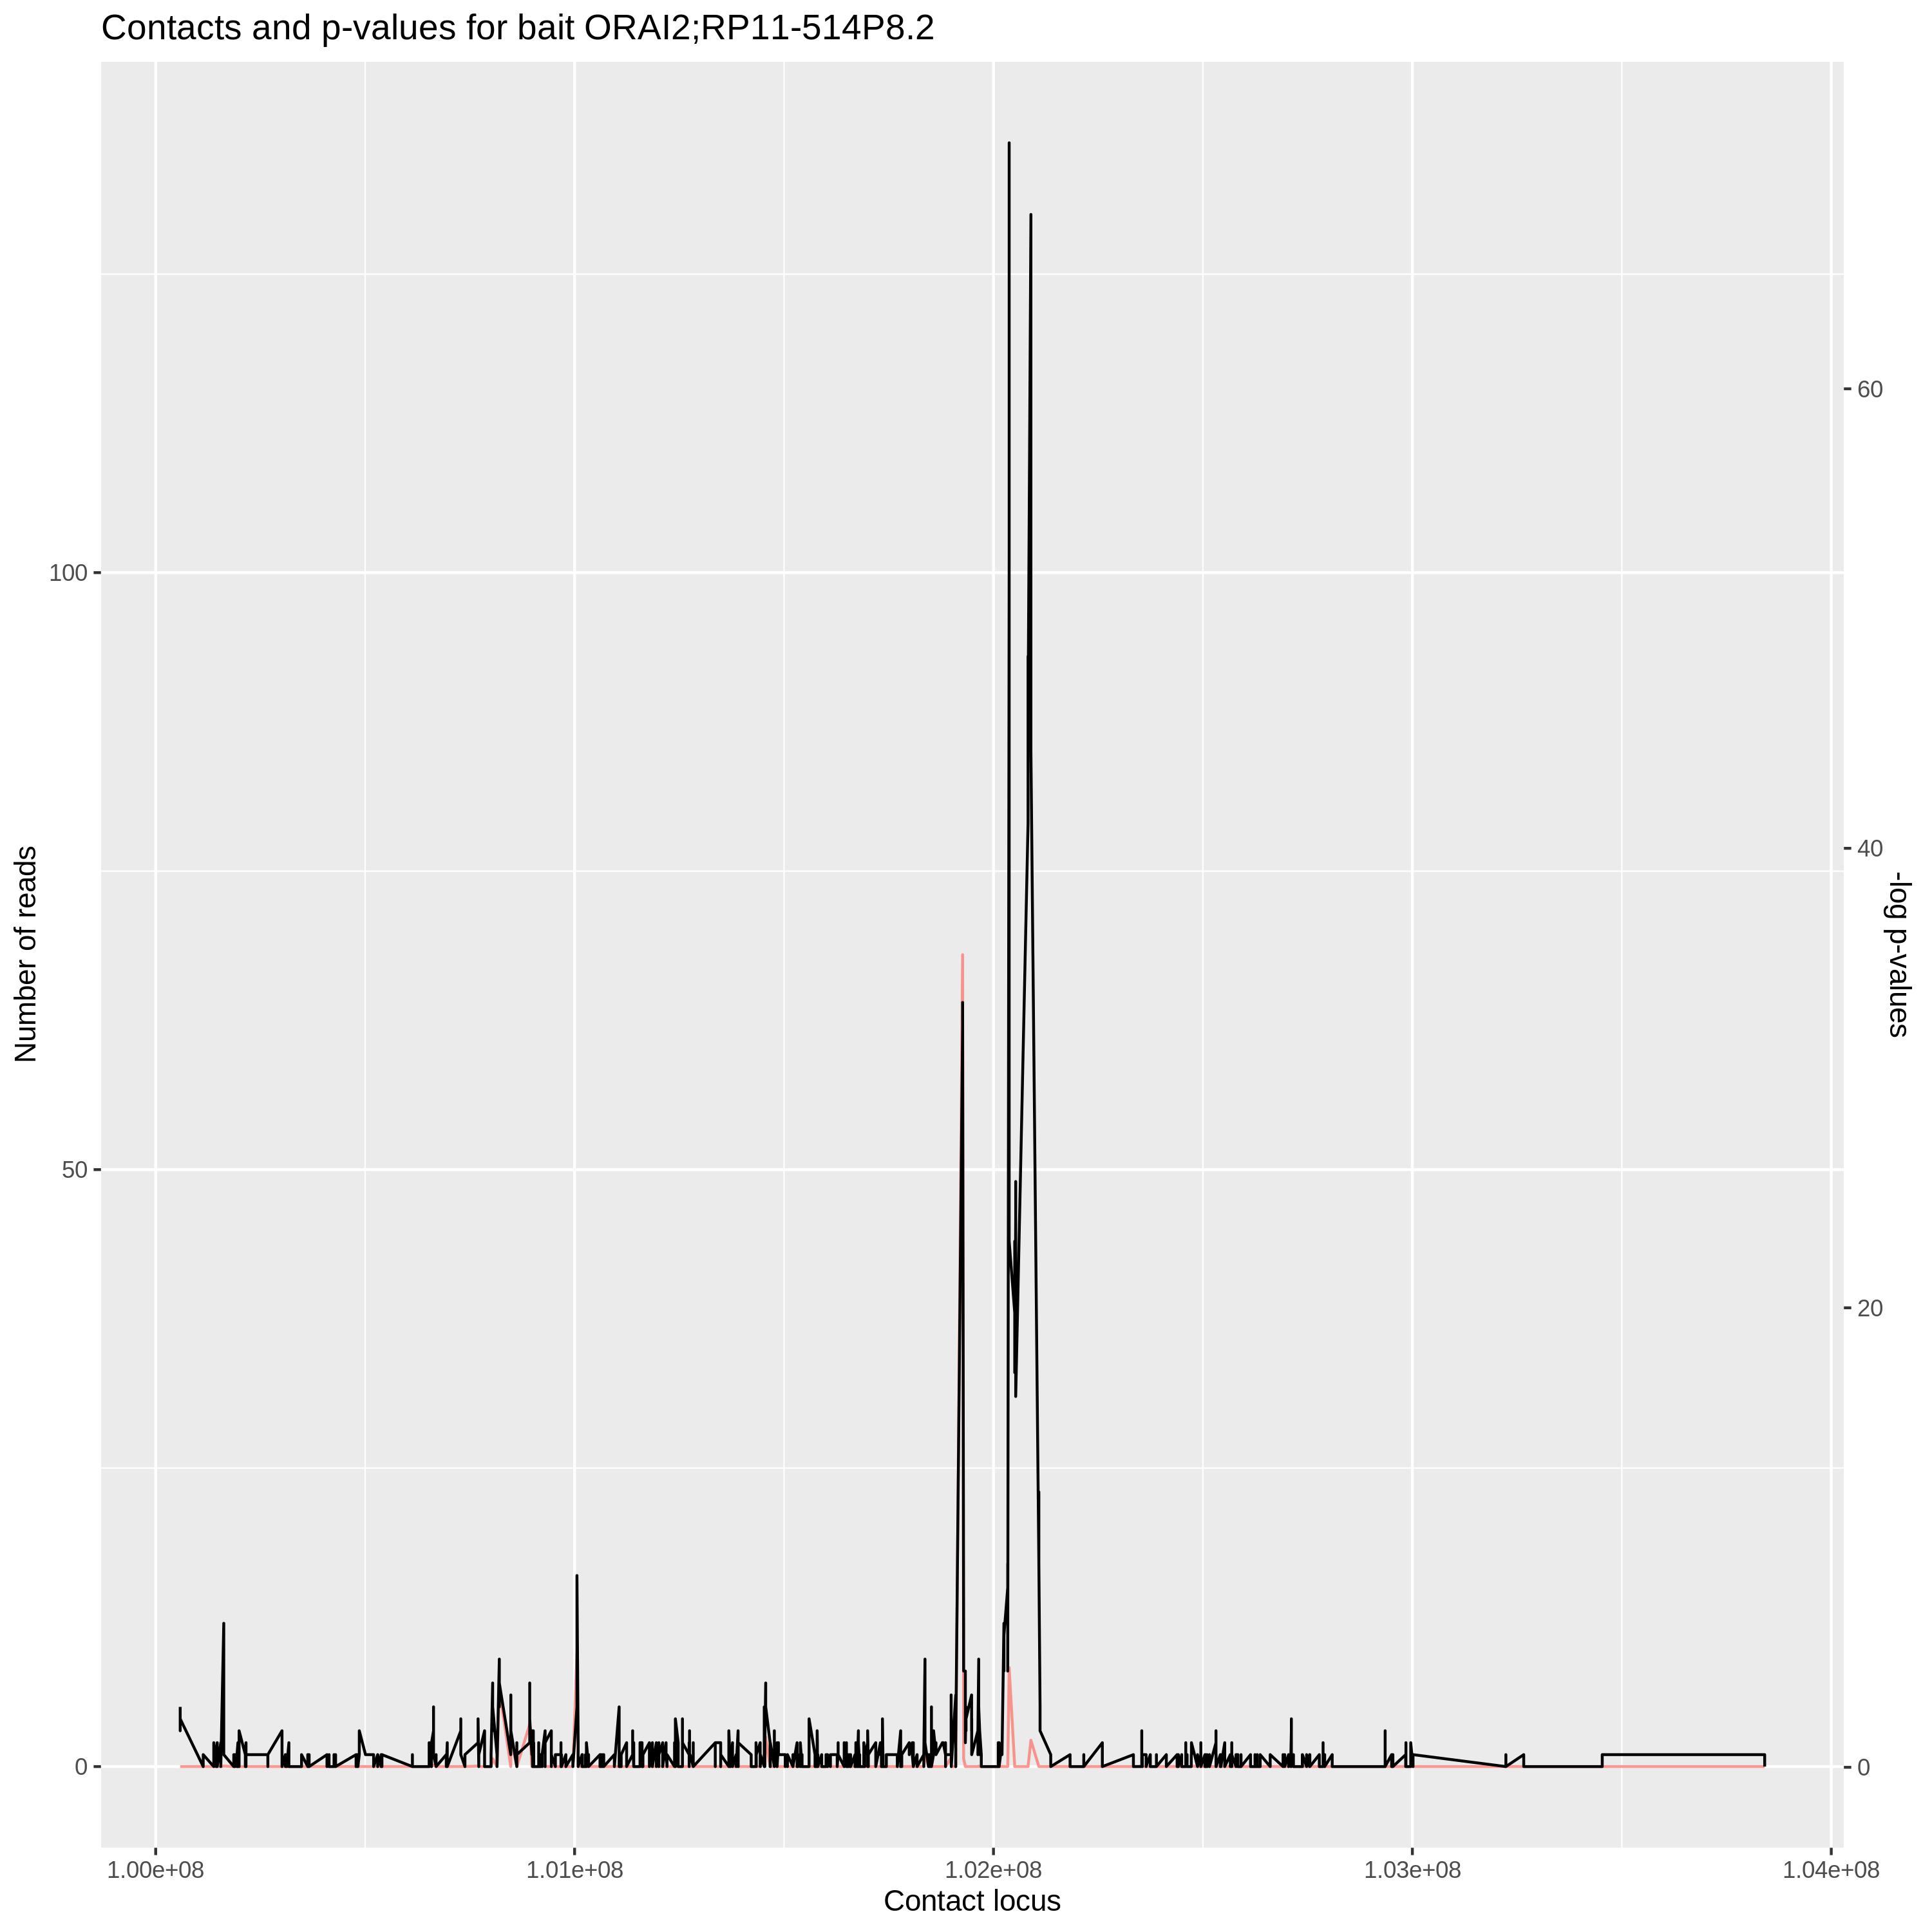 Contacts and p-values for bait ORAI2;RP11-514P8.2
Number of reads
100
50
0
60
40
20
0
-log p-values
1.00e+08 1.01e+08 1.02e+08 1.03e+08 1.04e+08
Contact locus